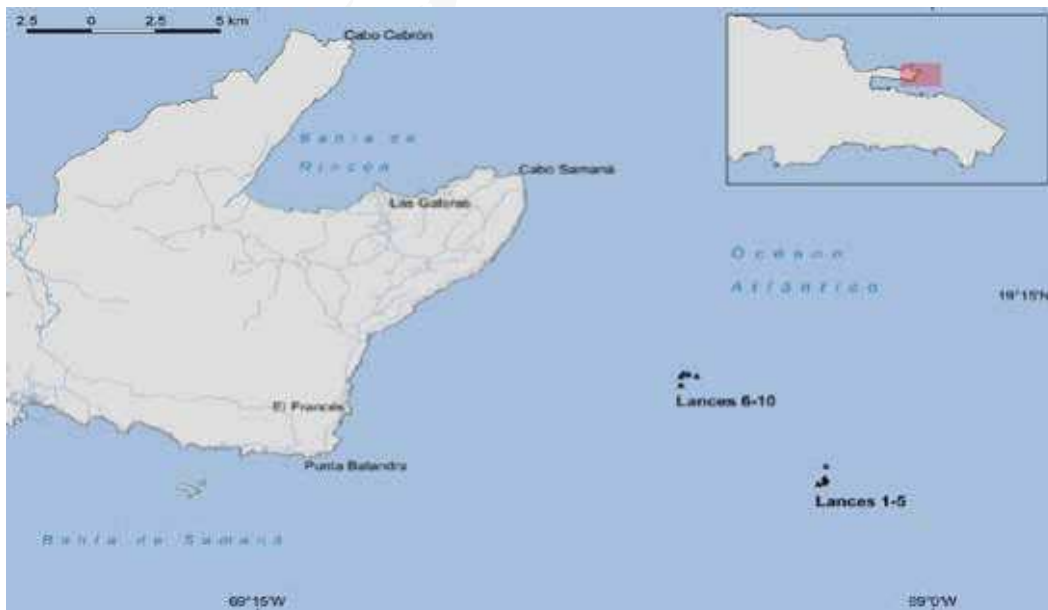 2.5 0 2.5 5 km
Cabo Cabrón
Bahía de
Rincón
Cabo Samaná
Las Galeras
Océano
Atlántico
19°15'N
Lances 6-10
El Francés
Punta Balandra
Lances 1-5
Bahía de Samaná
69°15'W
69°0'W